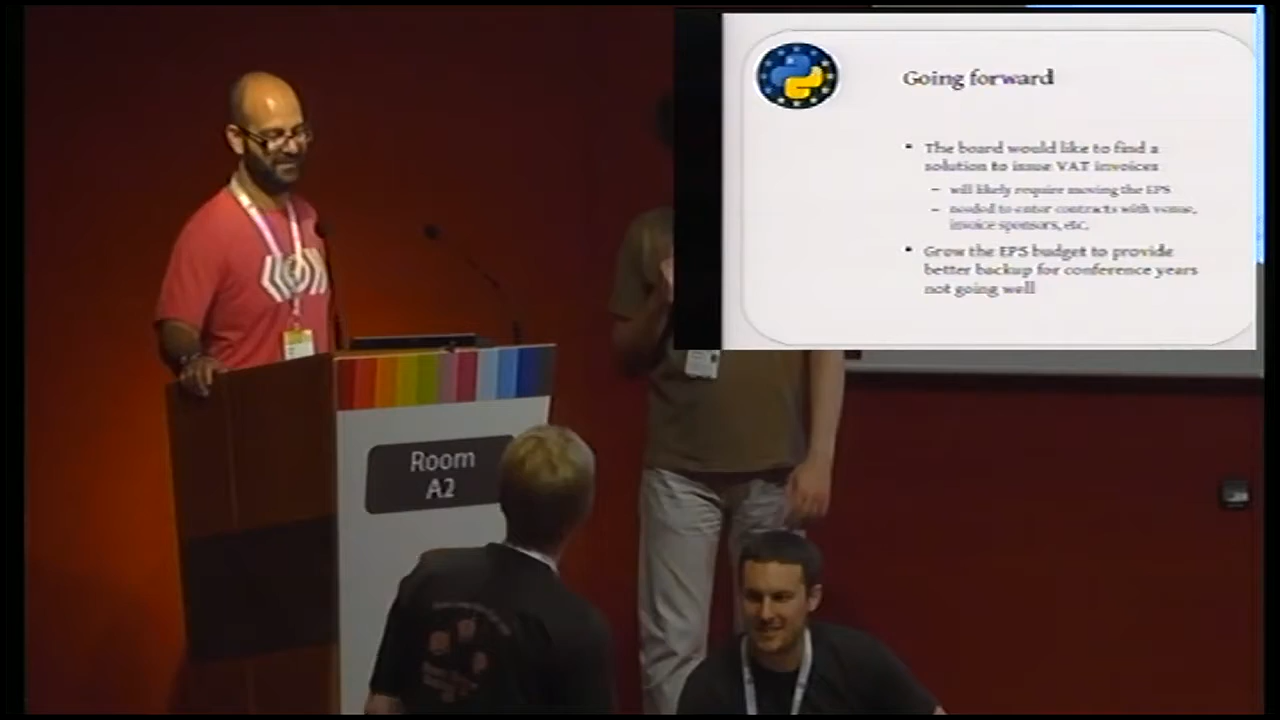 Going forward
▪ The board would like to find a
solution to issue VAT invoices
– will likely require moving the EPS
– needed to enter contracts with venue,
invoice sponsors, etc.
▪ Grow the EPS budget to provide
better backup for conference years
not going well
Room
A2